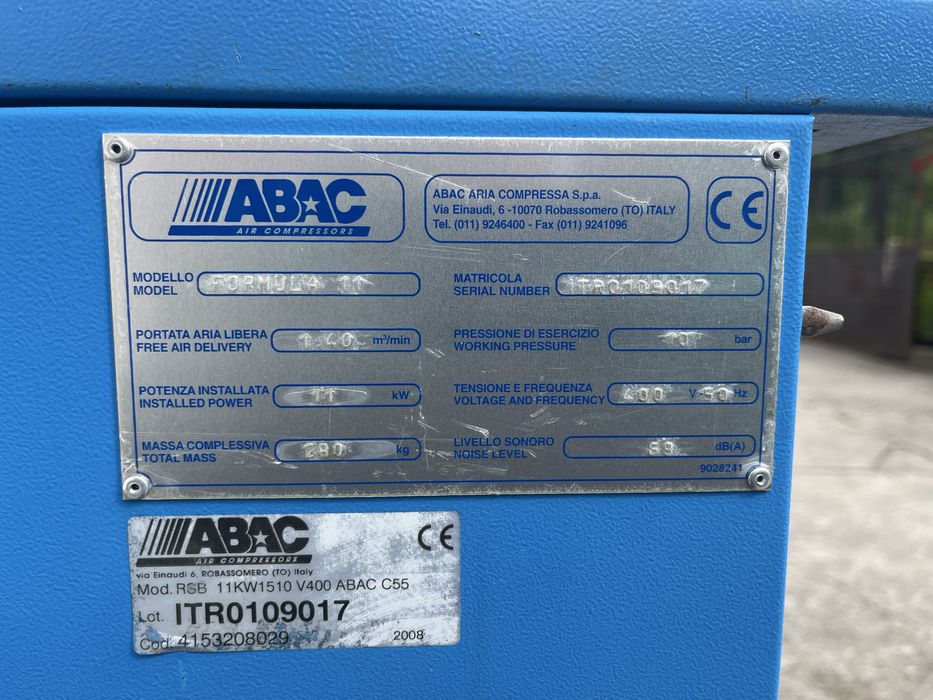 ABAC
AIR COMPRESSORS
ABAC ARIA COMPRESSA S.p.a.
Via Einaudi, 6 -10070 Robassomero (TO) ITALY
Tel. (011) 9246400 - Fax (011) 9241096
CE
MODELLO
MODEL FORMULA 11
MATRICOLA
SERIAL NUMBER ITR0109017
PORTATA ARIA LIBERA
FREE AIR DELIVERY 1.40 m³/min
PRESSIONE DI ESERCIZIO
WORKING PRESSURE 10 bar
POTENZA INSTALLATA
INSTALLED POWER 11 kW
TENSIONE E FREQUENZA
VOLTAGE AND FREQUENCY 400 V 50 Hz
MASSA COMPLESSIVA
TOTAL MASS 280 kg
LIVELLO SONORO
NOISE LEVEL dB(A)
9028241
ABAC
AIR COMPRESSORS
CE
via Einaudi 6, ROBASSOMERO (TO) Italy
Mod. RSB 11KW1510 V400 ABAC C55
Lot. ITR0109017
Cod. 4153208029 2008